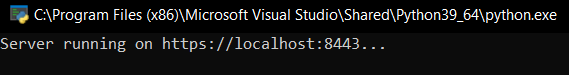 C:\Program Files (x86)\Microsoft Visual Studio\Shared\Python39_64\python.exe
Server running on https://localhost:8443...